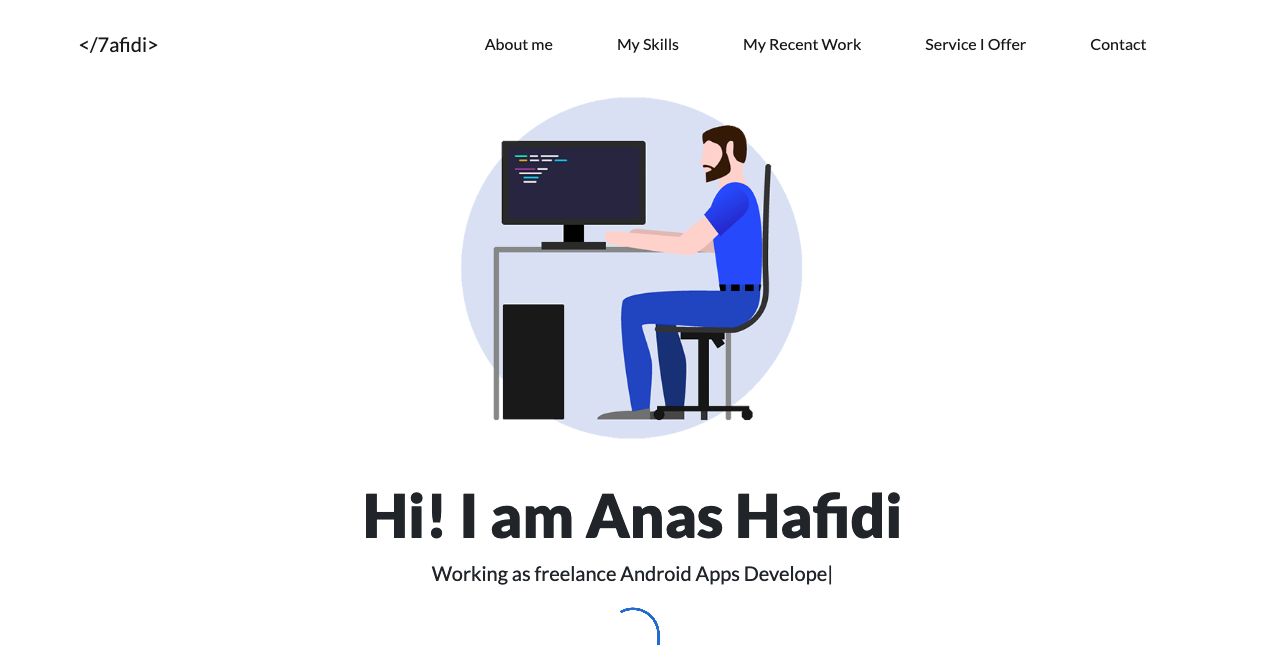 </7afidi>
About me
My Skills
My Recent Work
Service I Offer
Contact
Hi! I am Anas Hafidi
Working as freelance Android Apps Develope|